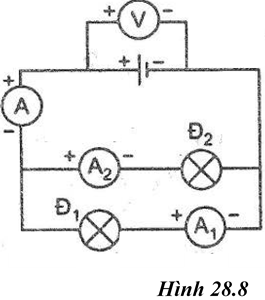 + V −
+ −
+
A
−
Đ2
+ A2 −
Đ1
+ A1 −
Hình 28.8